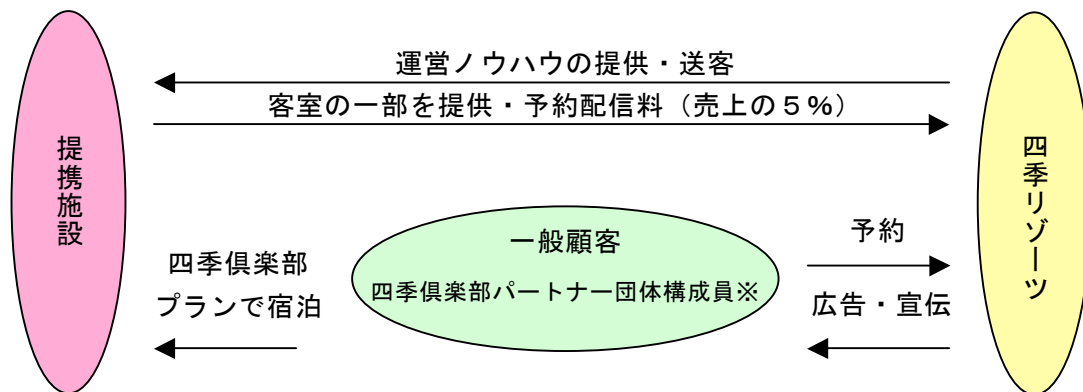 運営ノウハウの提供・送客
客室の一部を提供・予約配信料（売上の５％）
提携施設
四季リゾーツ
一般顧客
四季倶楽部パートナー団体構成員※
四季倶楽部
プランで宿泊
予約
広告・宣伝